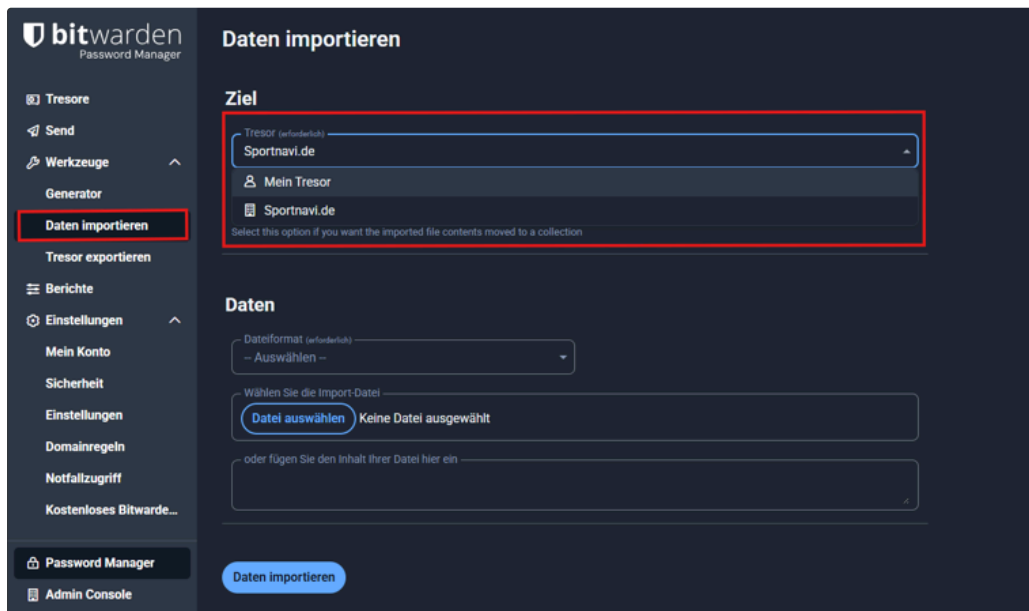 bitwarden
Password Manager
Tresore
Send
Werkzeuge
Generator
Daten importieren
Tresor exportieren
Berichte
Einstellungen
Mein Konto
Sicherheit
Einstellungen
Domainregeln
Notfallzugriff
Kostenloses Bitwarde...
Password Manager
Admin Console
Daten importieren
Ziel
Tresor (erforderlich)
Sportnavi.de
Mein Tresor
Sportnavi.de
Select this option if you want the imported file contents moved to a collection
Daten
Dateiformat (erforderlich)
-- Auswählen --
Wählen Sie die Import-Datei
Datei auswählen Keine Datei ausgewählt
oder fügen Sie den Inhalt Ihrer Datei hier ein
Daten importieren